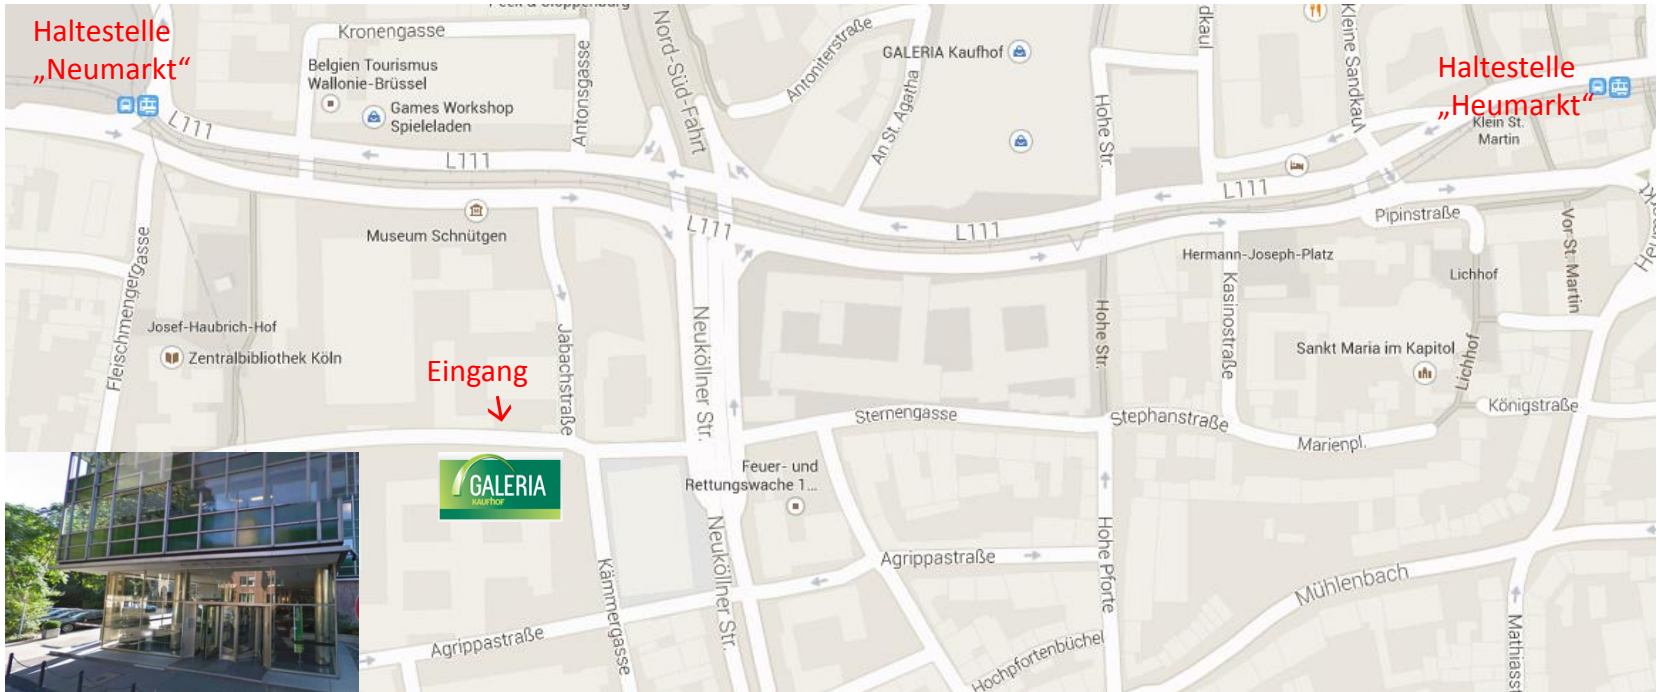 Haltestelle
„Neumarkt“
Kronengasse
Belgien Tourismus
Wallonie-Brüssel
Games Workshop
Spieleladen
Antonsgasse
Nord-Süd-Fahrt
Antoniterstraße
GALERIA Kaufhof
An St. Agatha
Hohe Str.
dkaul
Kleine Sandkaul
Haltestelle
„Heumarkt“
Klein St.
Martin
L111
L111
L111
L111
L111
Museum Schnütgen
Fleischmengergasse
Josef-Haubrich-Hof
Zentralbibliothek Köln
Jabachstraße
Neuköllner Str.
Hohe Str.
Hermann-Joseph-Platz
Kasinostraße
Pipinstraße
Lichhof
Vor St. Martin
Sankt Maria im Kapitol
Lichhof
Königstraße
Eingang
Sternengasse
Stephanstraße
Marienpl.
GALERIA
KAUFHOF
Feuer- und
Rettungswache 1...
Neuköllner Str.
Kämmergasse
Agrippastraße
Agrippastraße
Hohe Pforte
Hochpfortenbüchel
Mühlenbach
Mathiasst